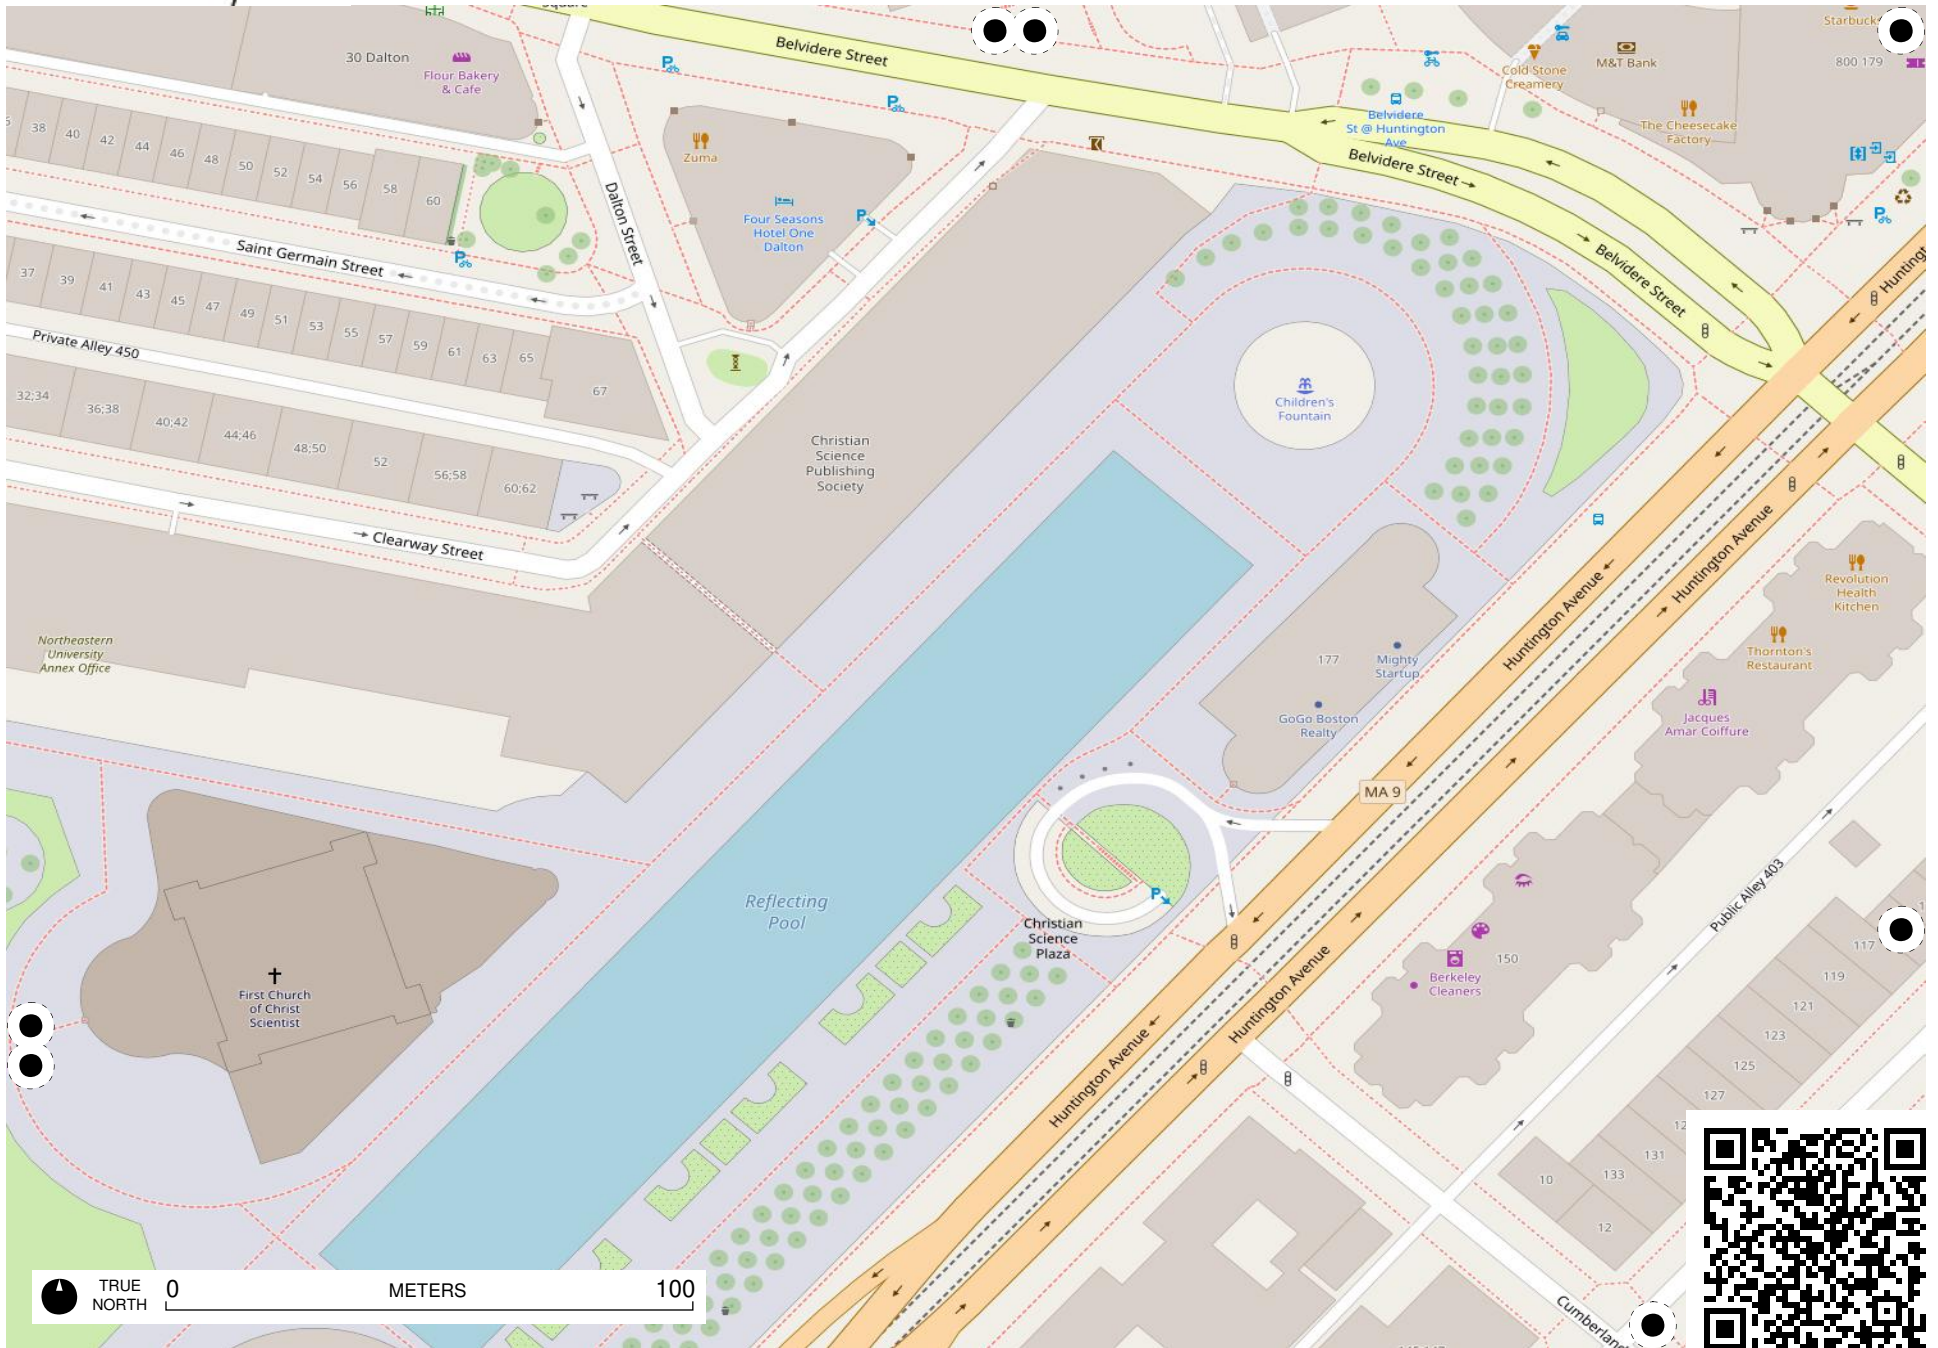 Belvidere Street
30 Dalton
Flour Bakery
& Cafe
Starbucks
800 179
M&T Bank
Cold Stone
Creamery
The Cheesecake
Factory
Belvidere
St @ Huntington
Ave
Belvidere Street
Belvidere Street
Zuma
Four Seasons
Hotel One
Dalton
Dalton Street
38
40
42
44
46
48
50
52
54
56
58
60
Saint Germain Street
37
39
41
43
45
47
49
51
53
55
57
59
61
63
65
67
Private Alley 450
32;34
36;38
40;42
44;46
48;50
52
56;58
60;62
Clearway Street
Christian
Science
Publishing
Society
Children's
Fountain
Northeastern
University
Annex Office
177
Mighty
Startup
GoGo Boston
Realty
Huntington Avenue
Huntington Avenue
Revolution
Health
Kitchen
Thornton's
Restaurant
Jacques
Amar Coiffure
MA 9
Reflecting
Pool
Christian
Science
Plaza
First Church
of Christ
Scientist
Huntington Avenue
Huntington Avenue
150
Berkeley
Cleaners
Public Alley 403
117
119
121
123
125
127
131
133
10
12
TRUE
NORTH
0 METERS 100